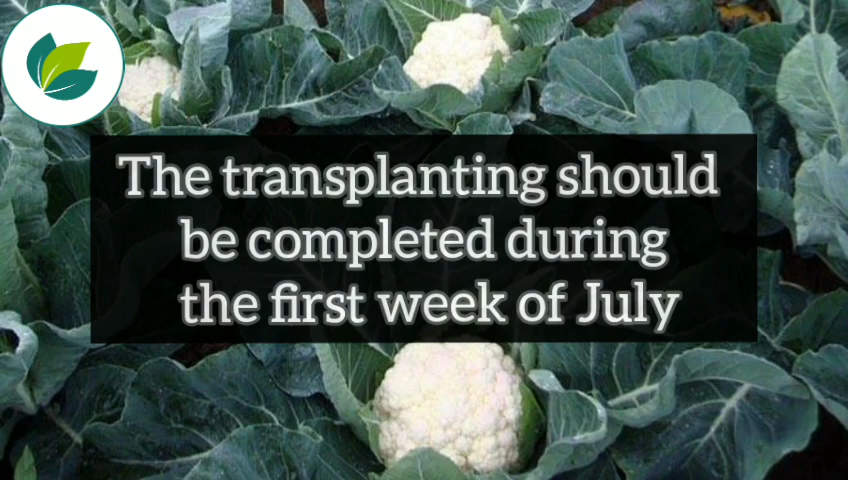 The transplanting should
be completed during
the first week of July